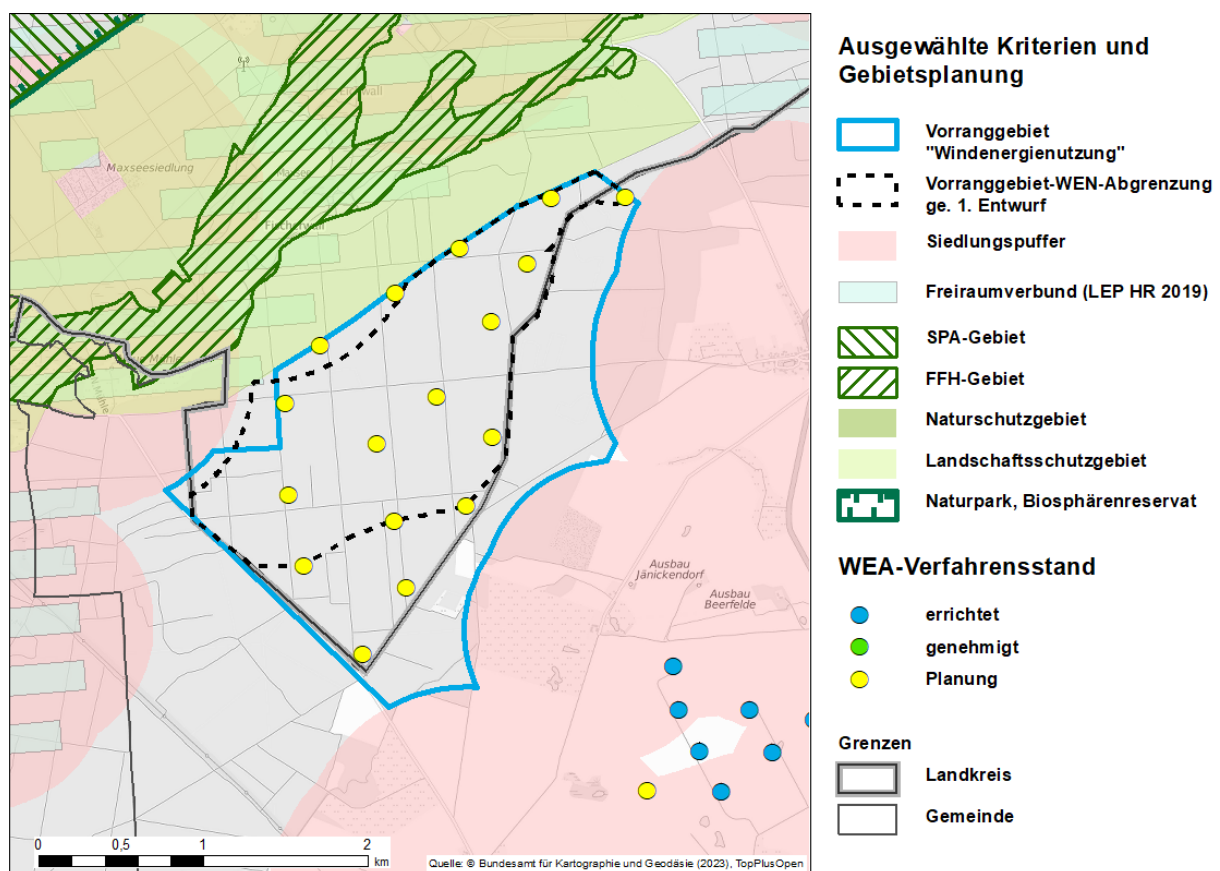 Maxseesiedlung
Fischerwall
Ausbau
Jänickendorf
Ausbau
Beerfelde
0
0,5
1
2
km
Quelle: © Bundesamt für Kartographie und Geodäsie (2023), TopPlusOpen
Ausgewählte Kriterien und
Gebietsplanung
Vorranggebiet
"Windenergienutzung"
Vorranggebiet-WEN-Abgrenzung
ge. 1. Entwurf
Siedlungspuffer
Freiraumverbund (LEP HR 2019)
SPA-Gebiet
FFH-Gebiet
Naturschutzgebiet
Landschaftsschutzgebiet
Naturpark, Biosphärenreservat
WEA-Verfahrensstand
errichtet
genehmigt
Planung
Grenzen
Landkreis
Gemeinde